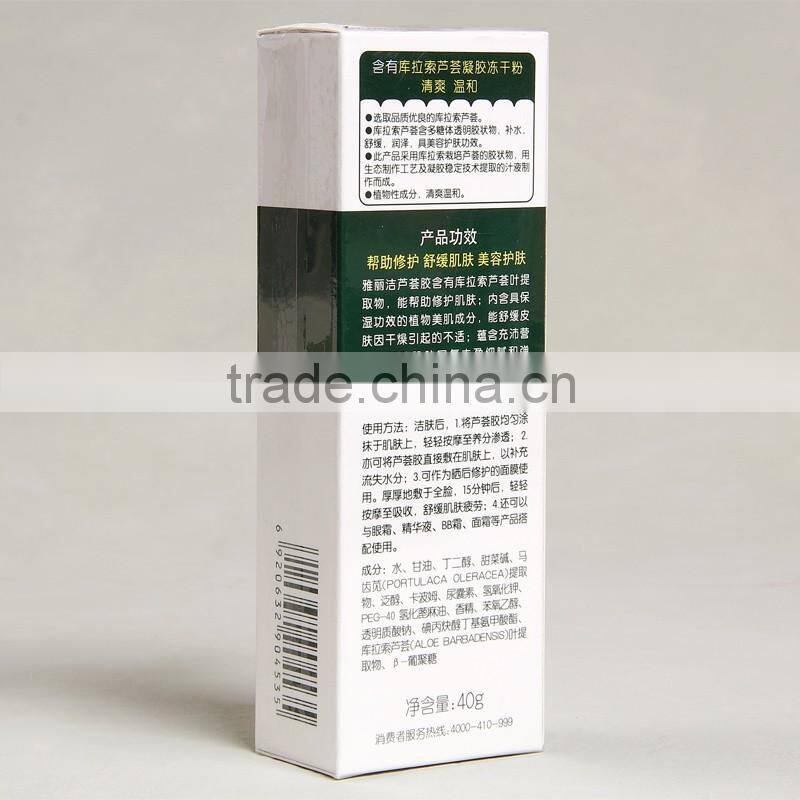 含有库拉索芦荟凝胶冻干粉
清爽 温和
●选取品质优良的库拉索芦荟。
●库拉索芦荟含多糖体透明胶状物，补水、
舒缓，润泽，具美容护肤功效。
●此产品采用库拉索栽培芦荟的胶状物，用
生态制作工艺及凝胶稳定技术提取的汁液制
作而成。
●植物性成分，清爽温和。
产品功效
帮助修护 舒缓肌肤 美容护肤
雅丽洁芦荟胶含有库拉索芦荟叶提
取物，能帮助修护肌肤；内含具保
湿功效的植物美肌成分，能舒缓皮
肤因干燥引起的不适；蕴含充沛营
trade.china.cn
使用方法：洁肤后，1.将芦荟胶均匀涂
抹于肌肤上，轻轻按摩至养分渗透；2.
亦可将芦荟胶直接敷在肌肤上，以补充
流失水分；3.可作为晒后修护的面膜使
用。厚厚地敷于全脸，15分钟后，轻轻
按摩至吸收，舒缓肌肤疲劳；4.还可以
与眼霜、精华液、BB霜、面霜等产品搭
配使用。
成分：水、甘油、丁二醇、甜菜碱、马
齿苋(PORTULACA OLERACEA)提取
物、泛醇、卡波姆、尿囊素、氢氧化钾、
PEG-40 氢化蓖麻油、香精、苯氧乙醇、
透明质酸钠、碘丙炔醇丁基氨甲酸酯、
库拉索芦荟(ALOE BARBADENSIS)叶提
取物、β-葡聚糖
净含量:40g
消费者服务热线:4000-410-999
6 920632 904535